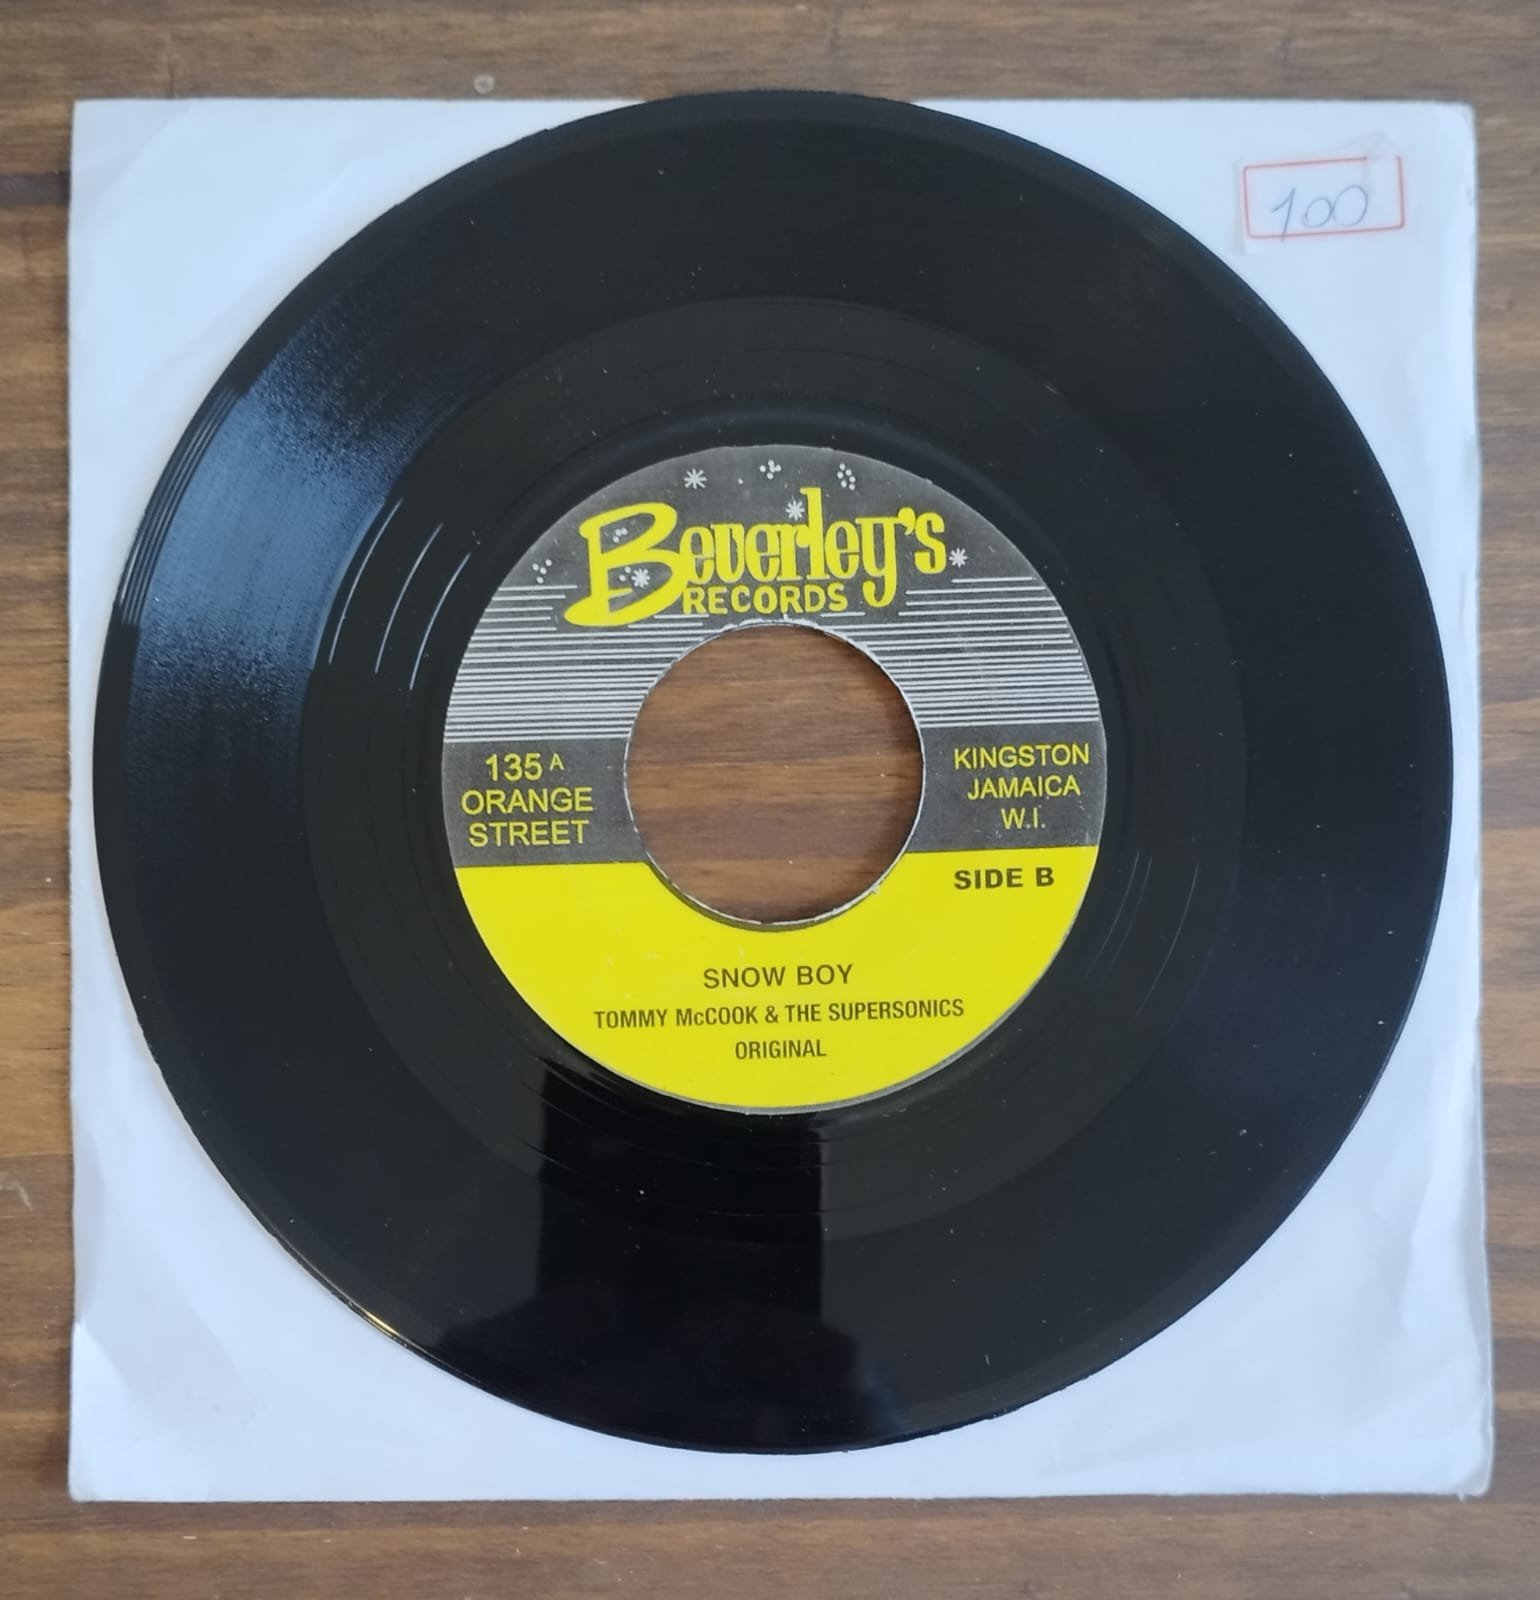 100
Beverley's
RECORDS
135 A
ORANGE
STREET
KINGSTON
JAMAICA
W.I.
SIDE B
SNOW BOY
TOMMY McCOOK & THE SUPERSONICS
ORIGINAL